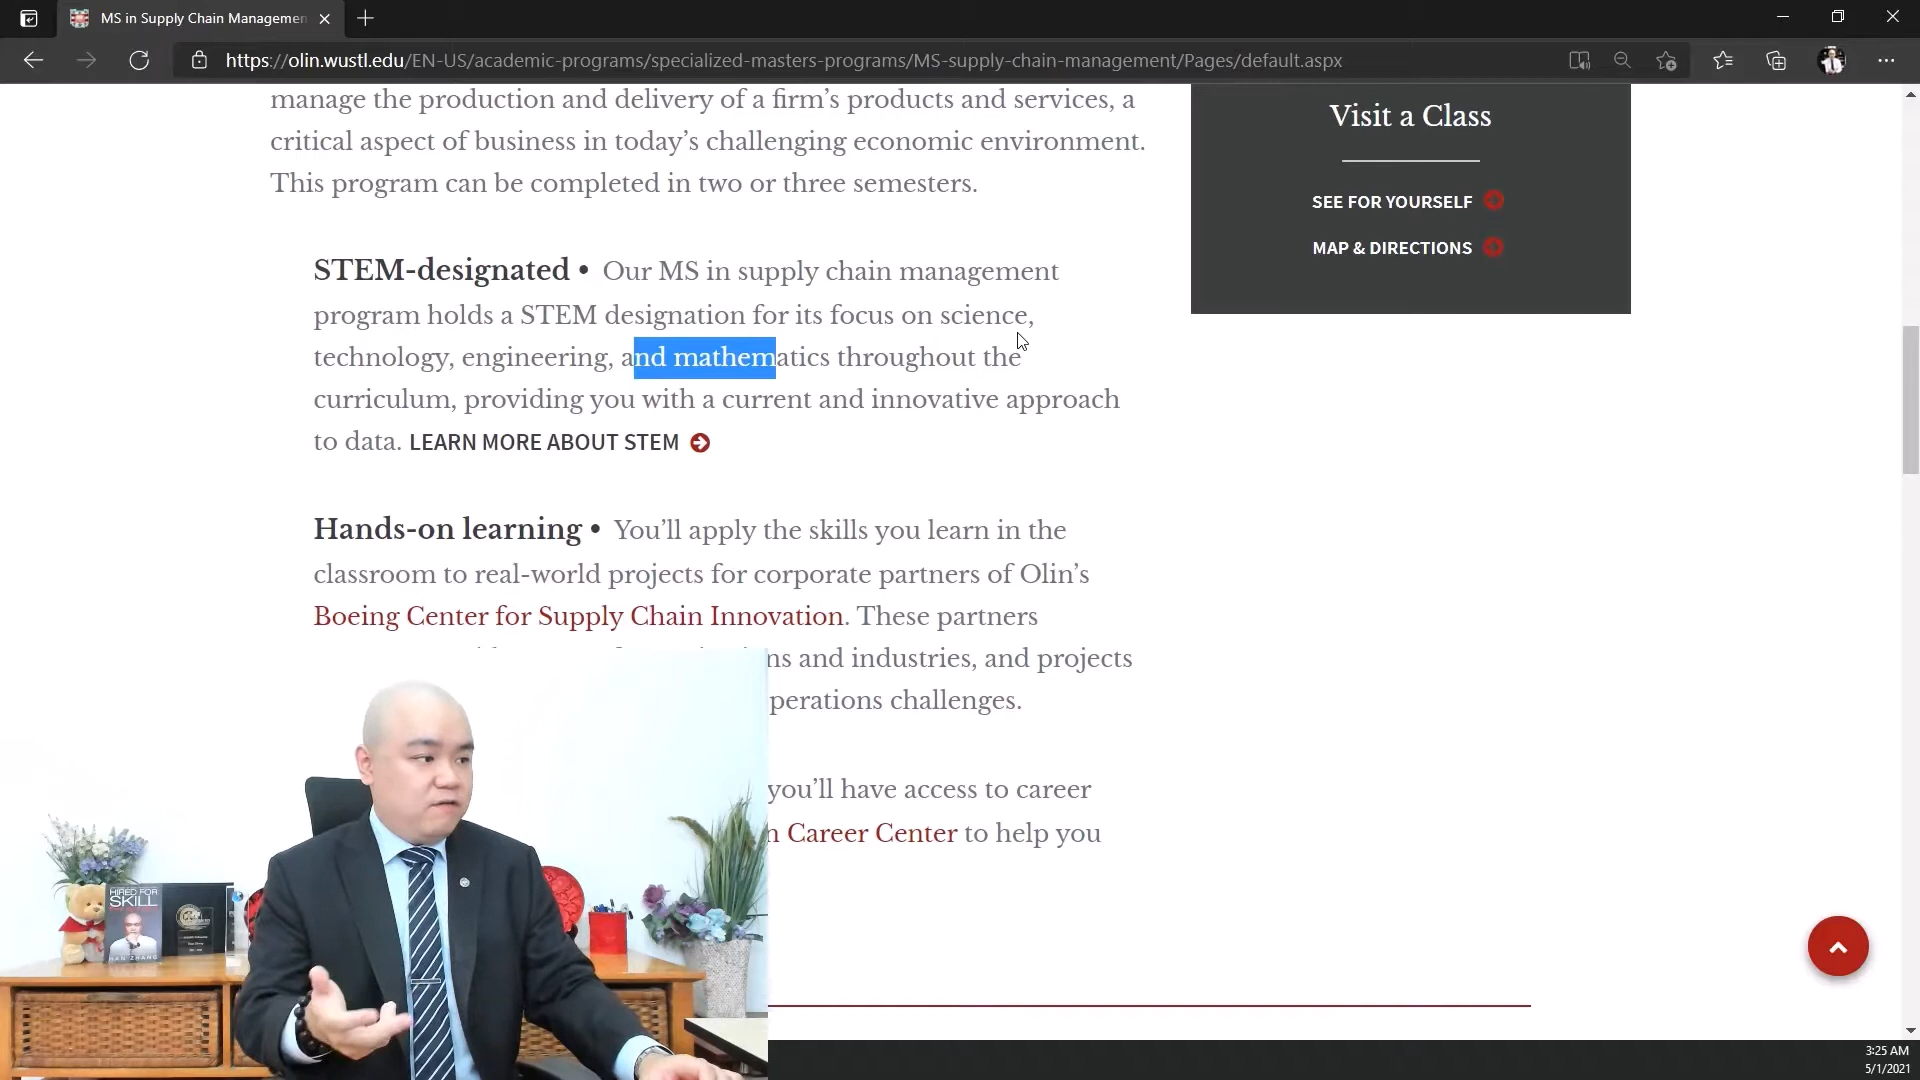 MS in Supply Chain Managemen
https://olin.wustl.edu/EN-US/academic-programs/specialized-masters-programs/MS-supply-chain-management/Pages/default.aspx
manage the production and delivery of a firm’s products and services, a
critical aspect of business in today’s challenging economic environment.
This program can be completed in two or three semesters.
Visit a Class
SEE FOR YOURSELF
MAP & DIRECTIONS
STEM-designated • Our MS in supply chain management
program holds a STEM designation for its focus on science,
technology, engineering, and mathematics throughout the
curriculum, providing you with a current and innovative approach
to data. LEARN MORE ABOUT STEM
Hands-on learning • You’ll apply the skills you learn in the
classroom to real-world projects for corporate partners of Olin’s
Boeing Center for Supply Chain Innovation. These partners
ns and industries, and projects
perations challenges.
you’ll have access to career
n Career Center to help you
HIRED FOR
SKILL
HAN ZHANG
3:25 AM
5/1/2021